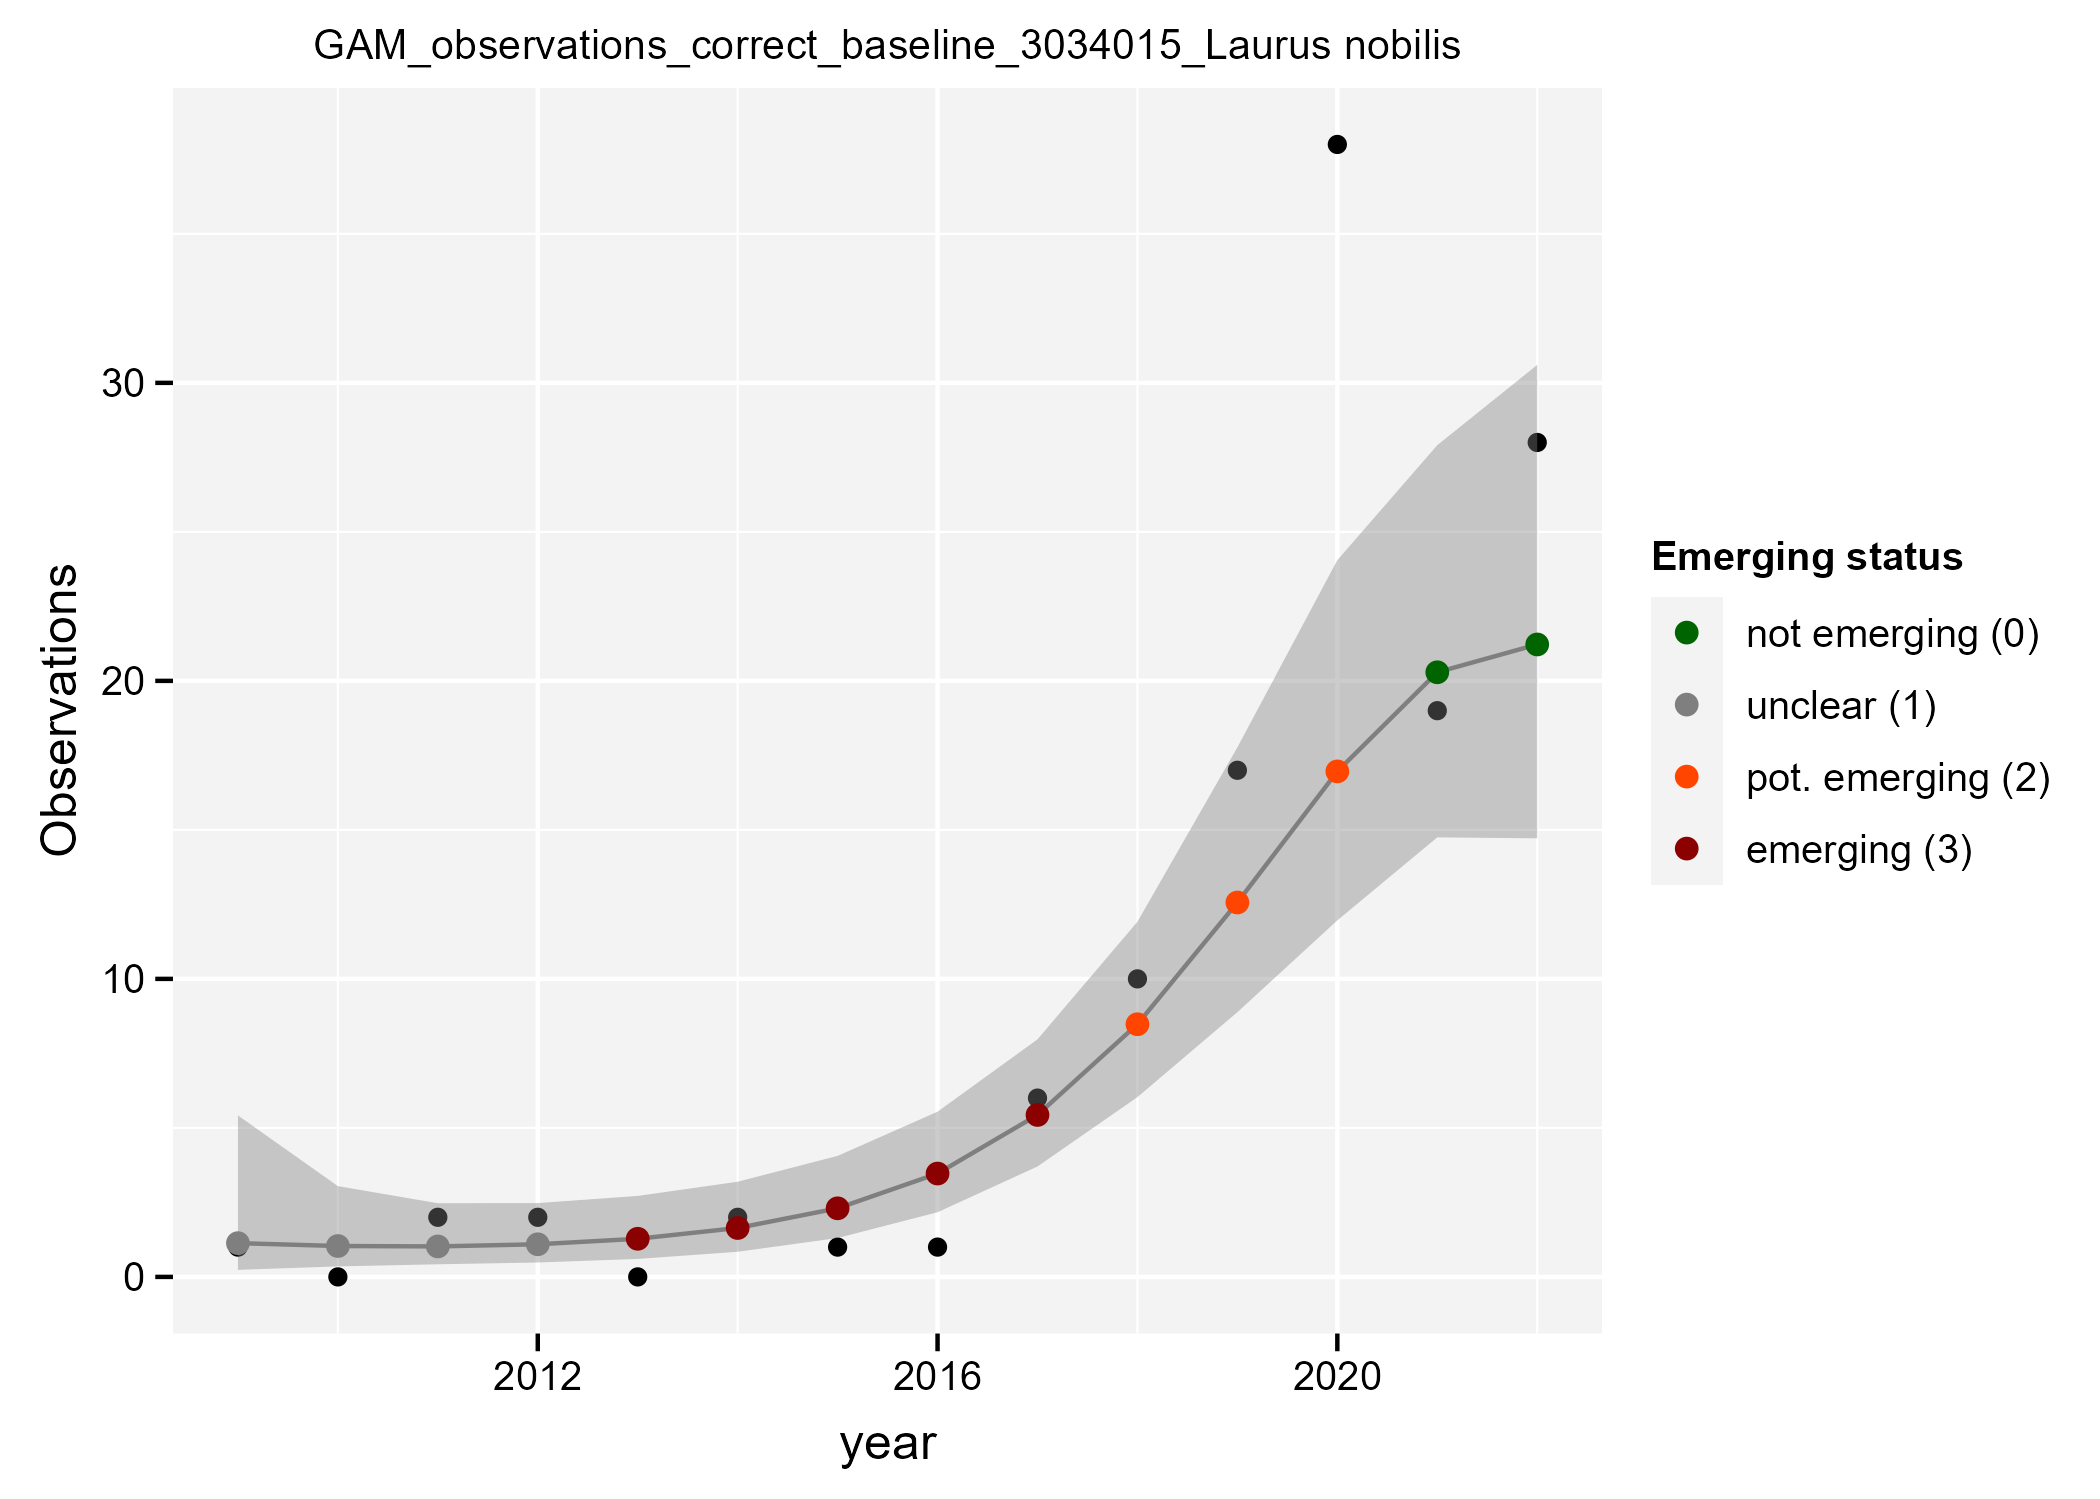 GAM_observations_correct_baseline_3034015_Laurus nobilis
Observations
30
20
10
0
2012
2016
2020
year
Emerging status
not emerging (0)
unclear (1)
pot. emerging (2)
emerging (3)